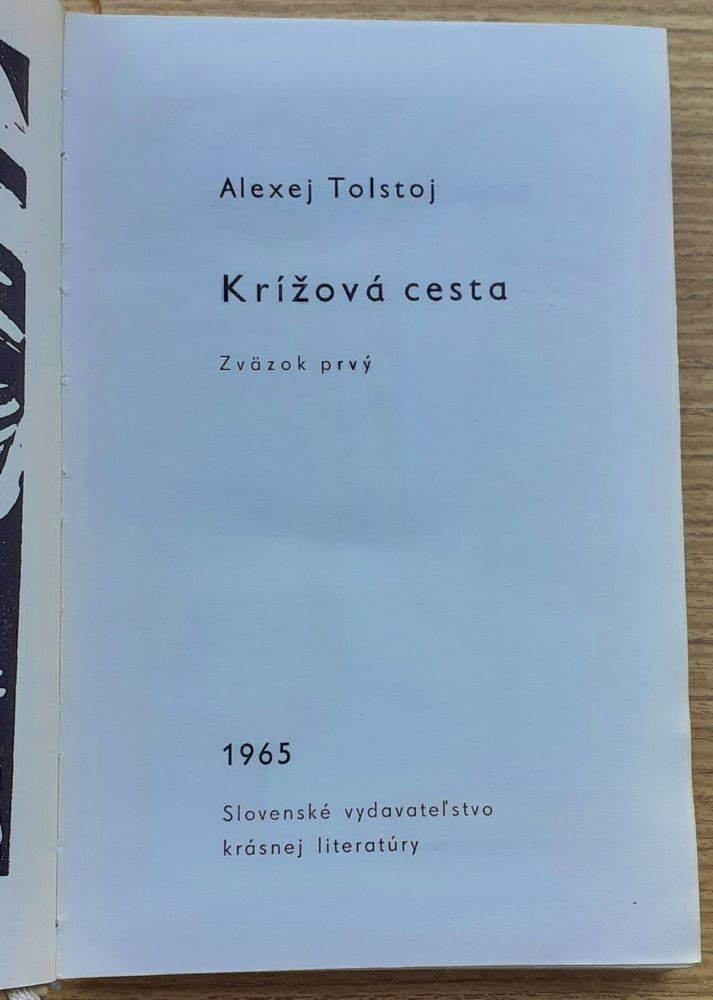 Alexej Tolstoj
Krížová cesta
Zväzok prvý
1965
Slovenské vydavateľstvo
krásnej literatúry